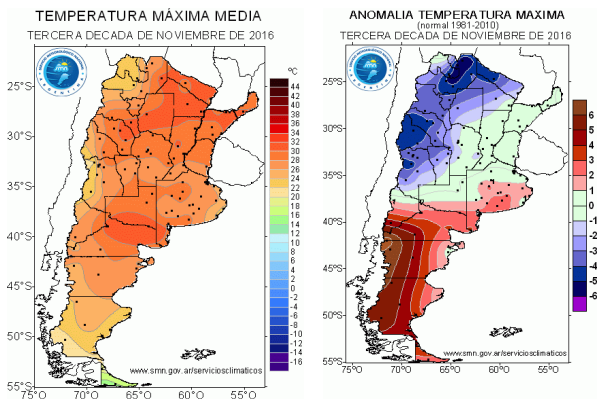 TEMPERATURA MÁXIMA MEDIA
TERCERA DECADA DE NOVIEMBRE DE 2016
25°S
30°S
35°S
40°S
45°S
50°S
55°S
75°W
70°W
65°W
60°W
55°W
smn
°C
44
42
40
38
36
34
32
30
28
26
24
22
20
18
16
14
12
10
8
6
4
2
0
-2
-4
-6
-8
-10
-12
-14
-16
www.smn.gov.ar/serviciosclimaticos
ANOMALIA TEMPERATURA MAXIMA
(normal 1981-2010)
TERCERA DECADA DE NOVIEMBRE DE 2016
25°S
30°S
35°S
40°S
45°S
50°S
55°S
75°W
70°W
65°W
60°W
55°W
smn
6
5
4
3
2
1
0
-1
-2
-3
-4
-5
-6
www.smn.gov.ar/serviciosclimaticos